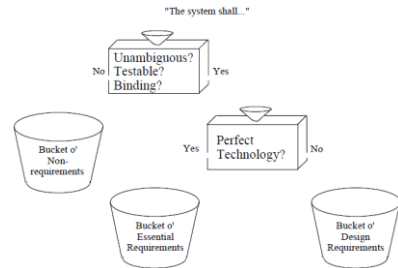 "The system shall..."
Unambiguous?
Testable?
Binding?
No
Yes
Perfect
Technology?
Yes
No
Bucket o'
Non-
requirements
Bucket o'
Essential
Requirements
Bucket o'
Design
Requirements